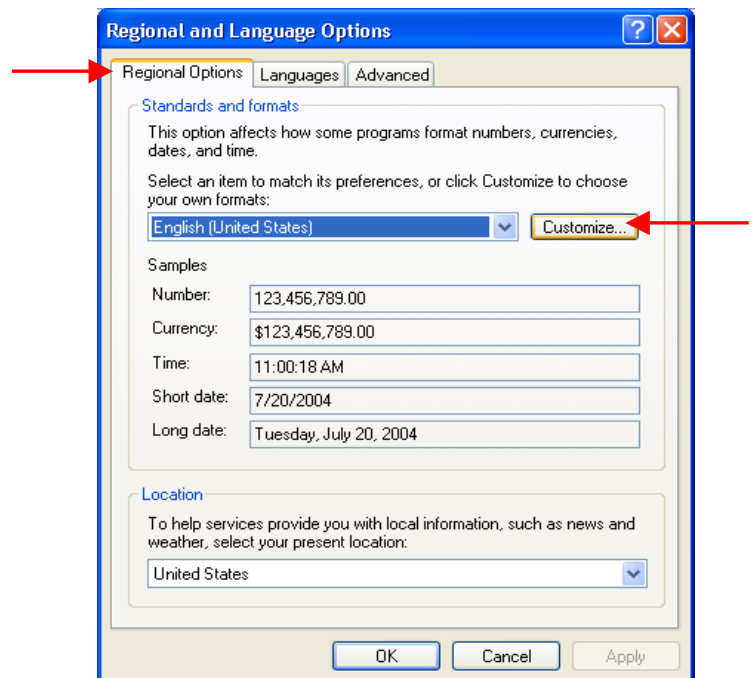 Regional and Language Options
Regional Options Languages Advanced
Standards and formats
This option affects how some programs format numbers, currencies,
dates, and time.
Select an item to match its preferences, or click Customize to choose
your own formats:
English (United States) Customize...
Samples
Number: 123,456,789.00
Currency: $123,456,789.00
Time: 11:00:18 AM
Short date: 7/20/2004
Long date: Tuesday, July 20, 2004
Location
To help services provide you with local information, such as news and
weather, select your present location:
United States
OK Cancel Apply